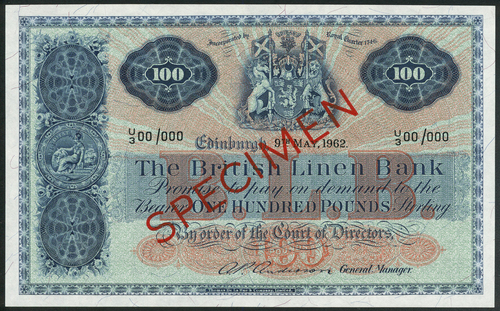 Incorporated by Royal Charter 1746
100 100
U/3 00/000 U/3 00/000
Edinburgh, 9TH MAY, 1962.
The British Linen Bank
Promise to pay on demand to the
Bearer ONE HUNDRED POUNDS Sterling
By order of the Court of Directors,
General Manager.
SPECIMEN